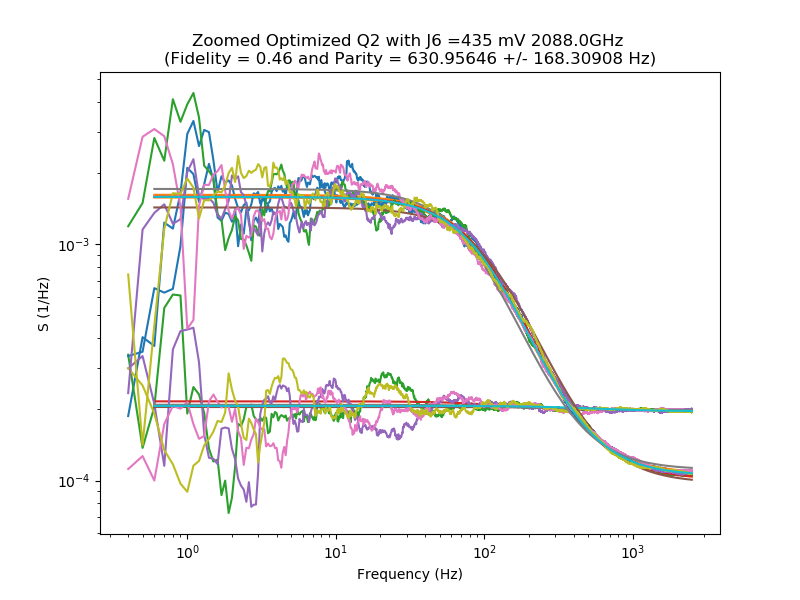 Zoomed Optimized Q2 with J6 =435 mV 2088.0GHz
(Fidelity = 0.46 and Parity = 630.95646 +/- 168.30908 Hz)
S (1/Hz)
10⁻³
10⁻⁴
10⁰ 10¹ 10² 10³
Frequency (Hz)